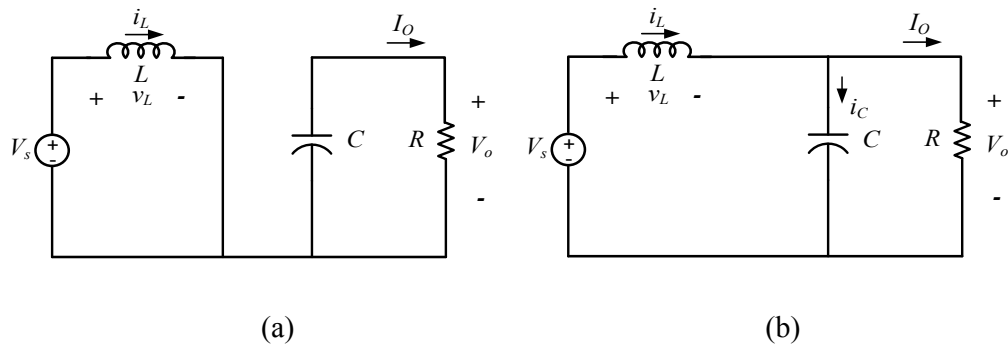 i_L
I_O
L
+ v_L -
V_s
+
-
C
R
+
V_o
-
(a)
i_L
I_O
L
+ v_L -
i_C
V_s
+
-
C
R
+
V_o
-
(b)